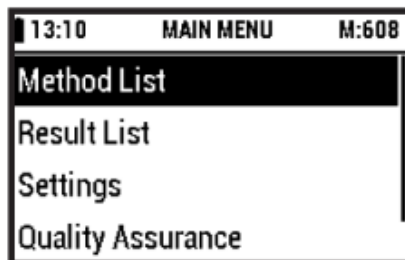 13:10 MAIN MENU M:608
Method List
Result List
Settings
Quality Assurance